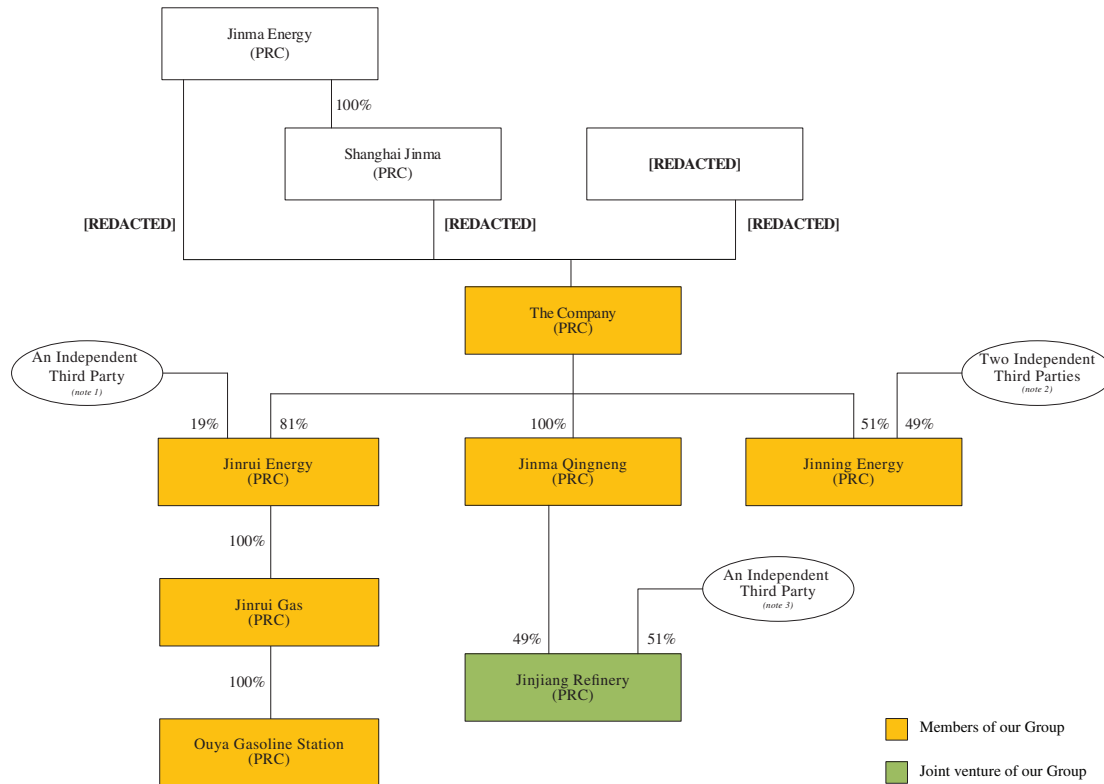 Jinma Energy
(PRC)
100%
Shanghai Jinma
(PRC)
[REDACTED]
[REDACTED]
[REDACTED]
[REDACTED]
The Company
(PRC)
An Independent
Third Party
(note 1)
Two Independent
Third Parties
(note 2)
19%
81%
100%
51%
49%
Jinrui Energy
(PRC)
Jinma Qingneng
(PRC)
Jinning Energy
(PRC)
100%
An Independent
Third Party
(note 3)
Jinrui Gas
(PRC)
49%
51%
Jinjiang Refinery
(PRC)
100%
Ouya Gasoline Station
(PRC)
Members of our Group
Joint venture of our Group